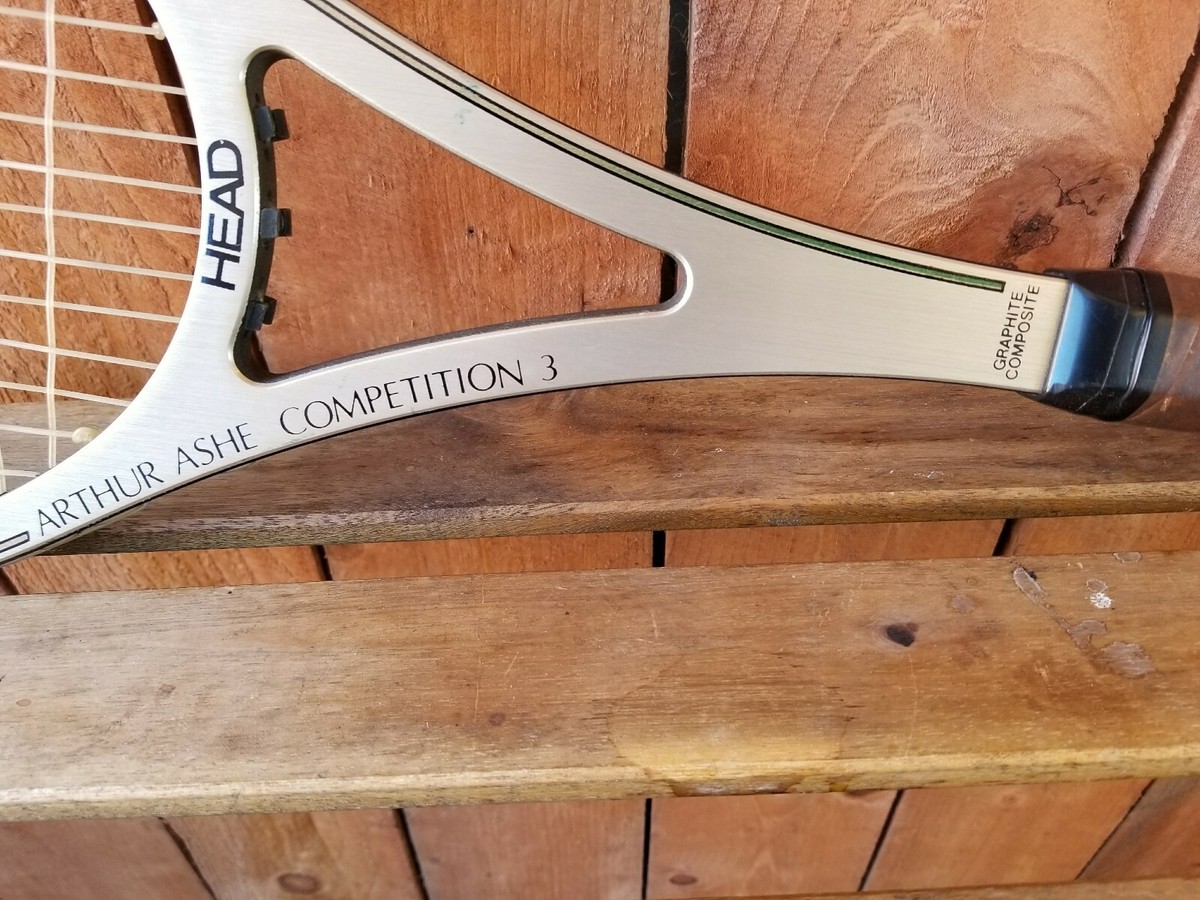 HEAD
ARTHUR ASHE COMPETITION 3
GRAPHITE
COMPOSITE